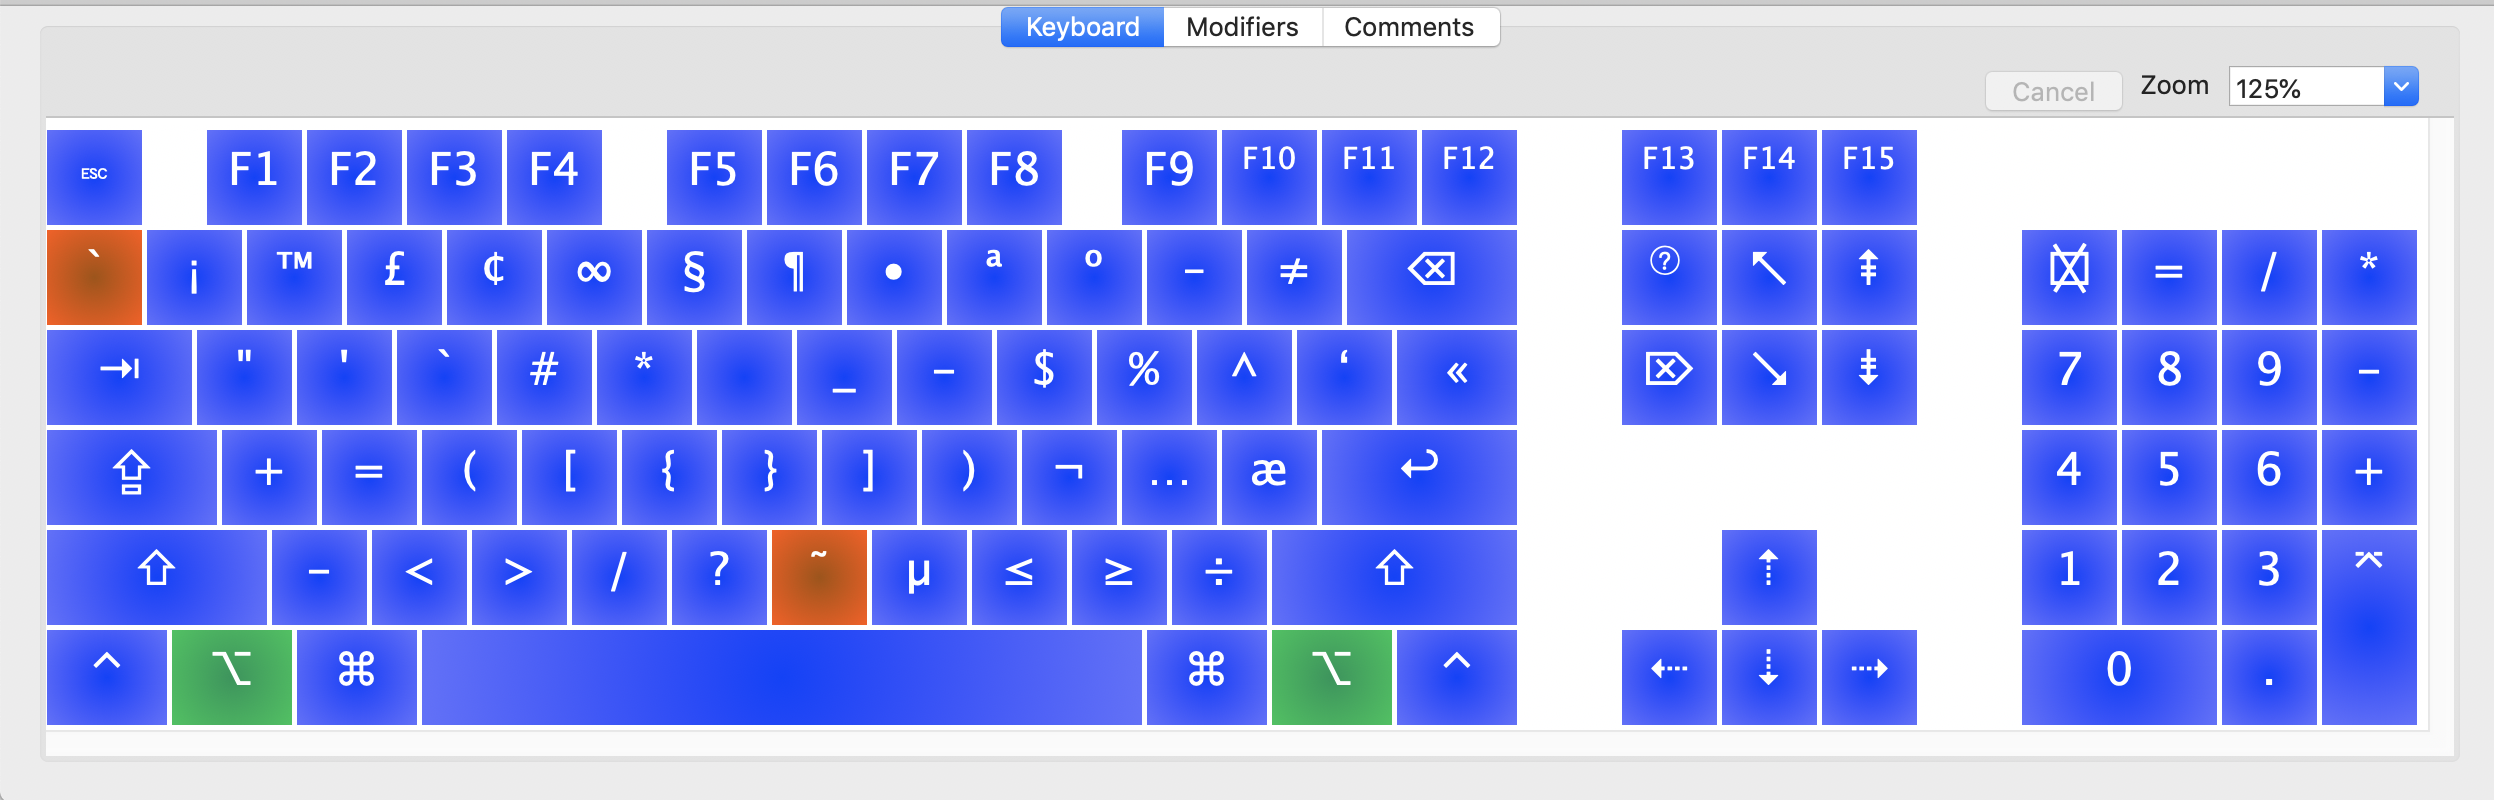 Keyboard Modifiers Comments
Cancel Zoom 125%
ESC F1 F2 F3 F4 F5 F6 F7 F8 F9 F10 F11 F12 F13 F14 F15
` ¡ ™ £ ¢ ∞ § ¶ • ª º – ≠ ⌫ ? ↖ ⇞ = / *
⇥ " ' ` # * _ – $ % ^ ‘ « ⌦ ↘ ⇟ 7 8 9 –
⇪ + = ( [ { } ] ) ¬ … æ ↩ 4 5 6 +
⇧ – < > / ? ˜ µ ≤ ≥ ÷ ⇧ ⇡ 1 2 3 ⌤
⌃ ⌥ ⌘ ⌘ ⌥ ⌃ ⇠ ⇣ ⇢ 0 .